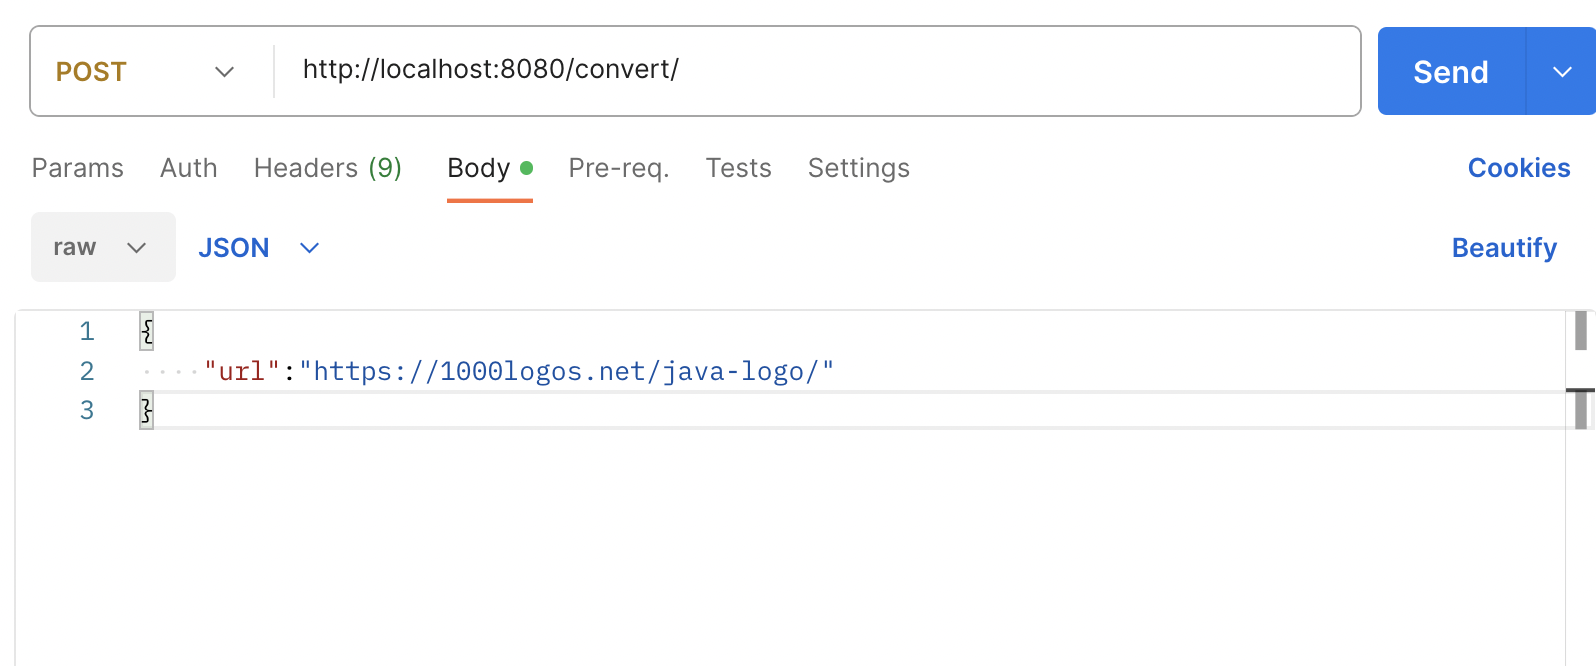 POST http://localhost:8080/convert/ Send
Params Auth Headers (9) Body Pre-req. Tests Settings Cookies
raw JSON Beautify
1 {
2 ····"url":"https://1000logos.net/java-logo/"
3 }